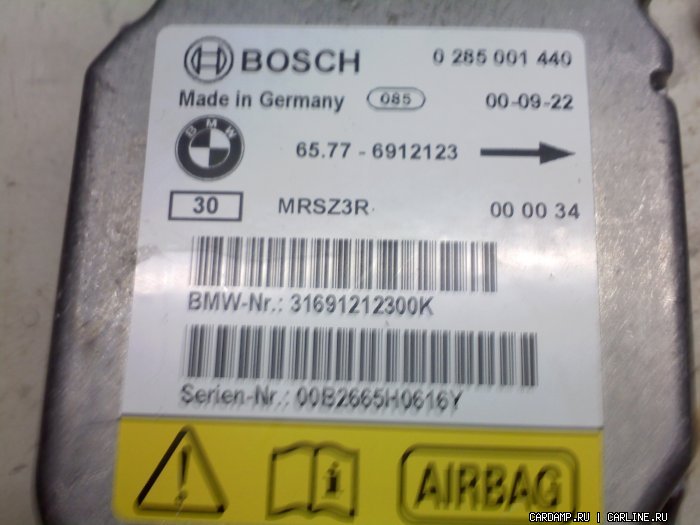 BOSCH 0 285 001 440
Made in Germany 085 00-09-22
BMW
65.77 - 6912123
30 MRSZ3R 00 00 34
BMW-Nr.: 31691212300K
Serien-Nr.: 00B2665H0616Y
! i AIRBAG
CARDAMP.RU | CARLINE.RU